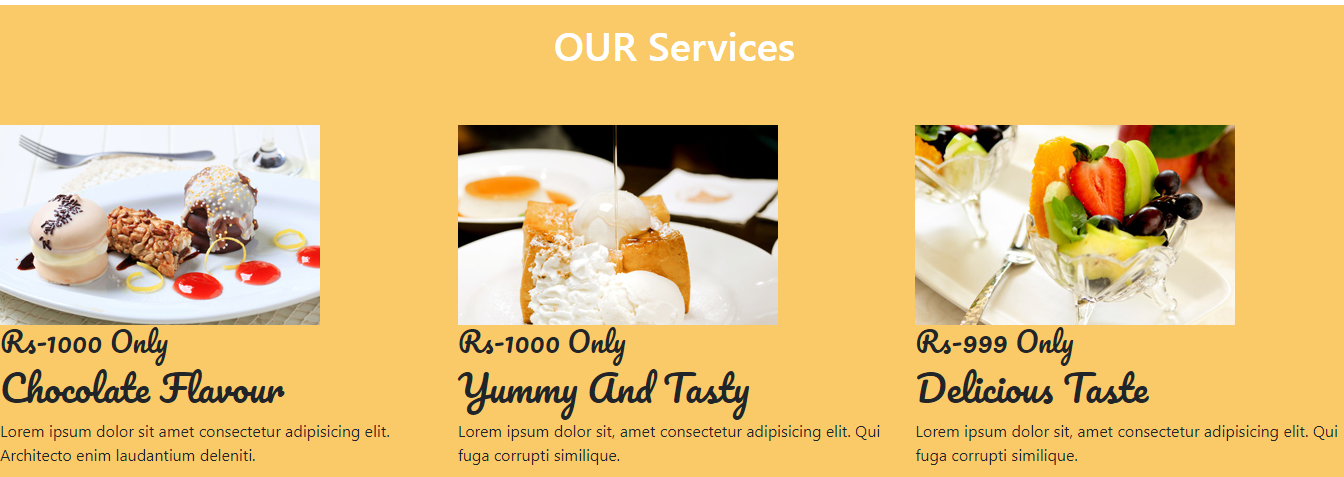 OUR Services
Rs-1000 Only
Chocolate Flavour
Lorem ipsum dolor sit amet consectetur adipisicing elit.
Architecto enim laudantium deleniti.
Rs-1000 Only
Yummy And Tasty
Lorem ipsum dolor sit, amet consectetur adipisicing elit. Qui
fuga corrupti similique.
Rs-999 Only
Delicious Taste
Lorem ipsum dolor sit, amet consectetur adipisicing elit. Qui
fuga corrupti similique.